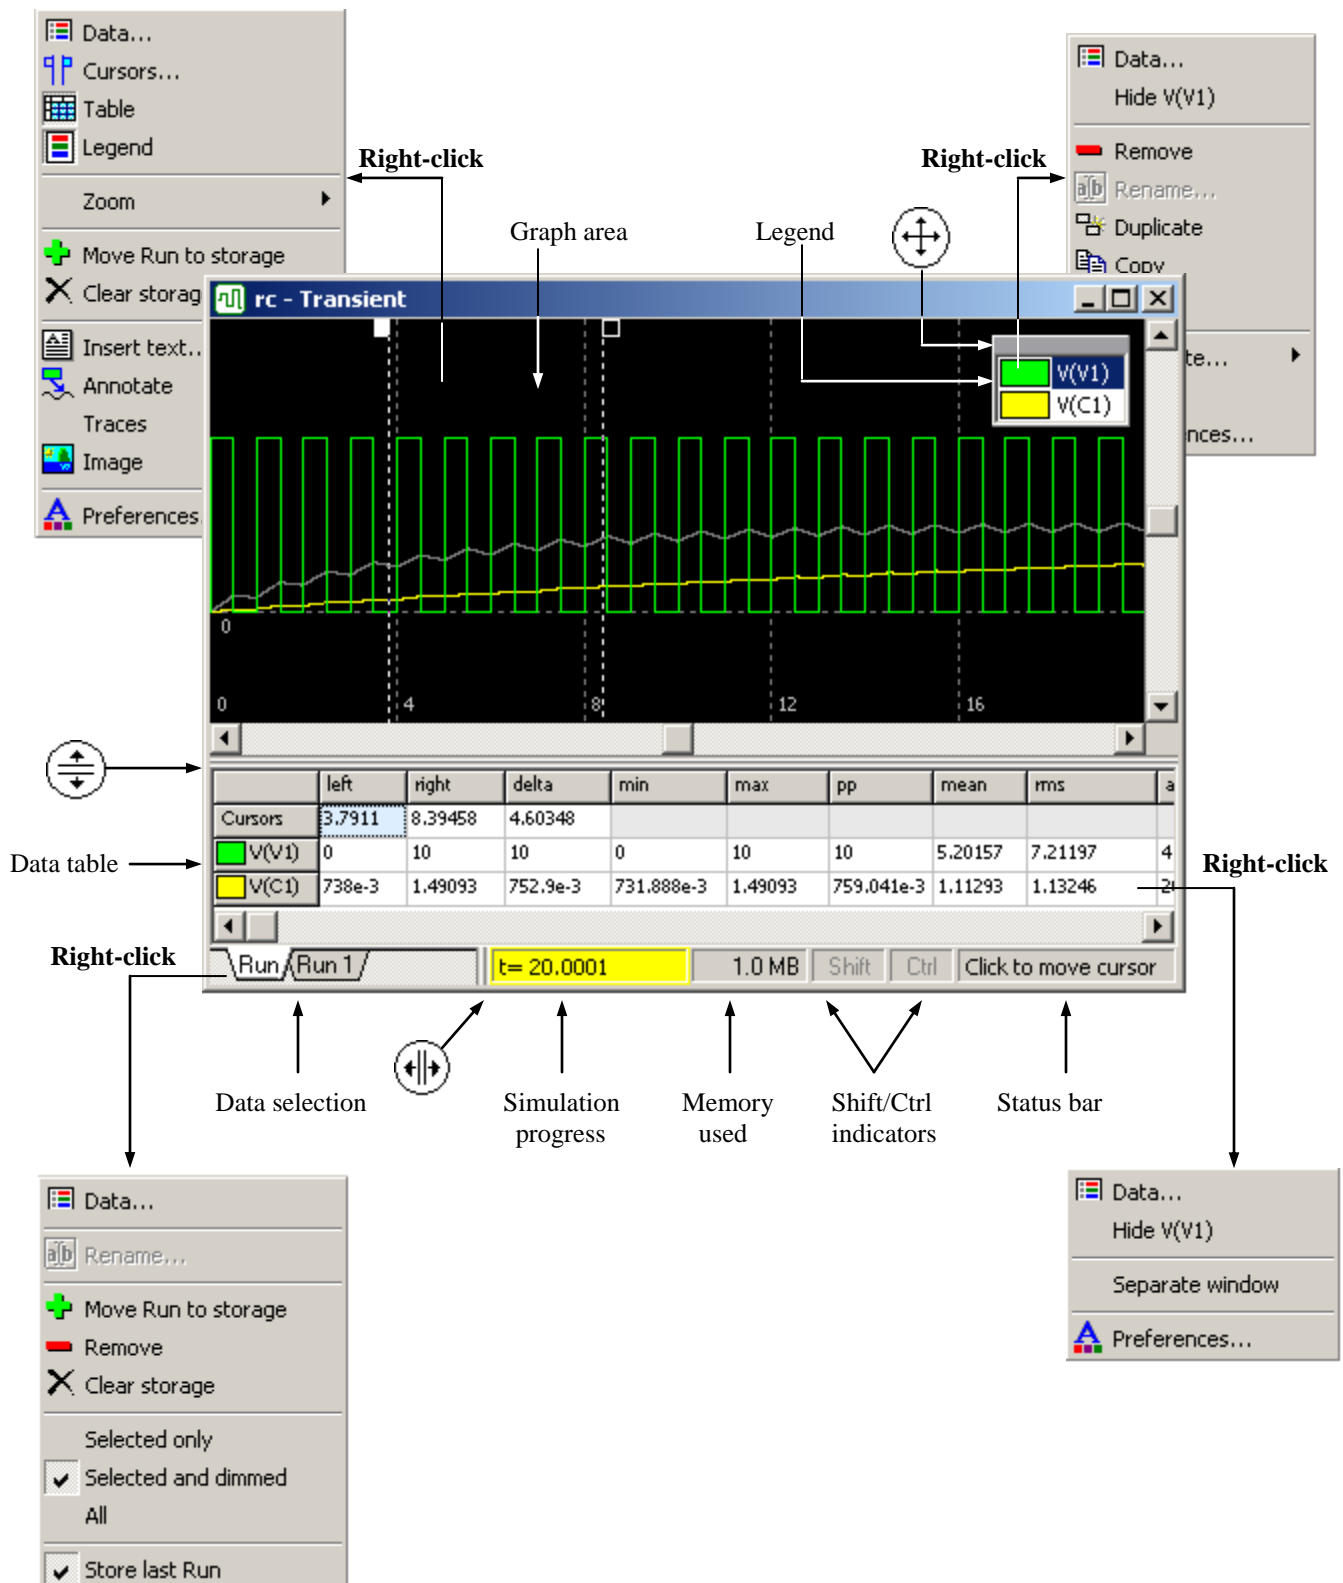 Data...
Cursors...
Table
Legend
Zoom
Move Run to storage
Clear storag
Insert text..
Annotate
Traces
Image
Preferences.
Right-click
Graph area
Legend
Right-click
Data...
Hide V(V1)
Remove
Rename...
Duplicate
Copy
te...
nces...
rc - Transient
V(V1)
V(C1)
0
0 4 8 12 16
left right delta min max pp mean rms a
Cursors 3.7911 8.39458 4.60348
V(V1) 0 10 10 0 10 10 5.20157 7.21197 4
V(C1) 738e-3 1.49093 752.9e-3 731.888e-3 1.49093 759.041e-3 1.11293 1.13246
Data table
Right-click
Right-click
Run Run 1 t= 20.0001 1.0 MB Shift Ctrl Click to move cursor
Data selection
Simulation
progress
Memory
used
Shift/Ctrl
indicators
Status bar
Data...
Rename...
Move Run to storage
Remove
Clear storage
Selected only
Selected and dimmed
All
Store last Run
Data...
Hide V(V1)
Separate window
Preferences...